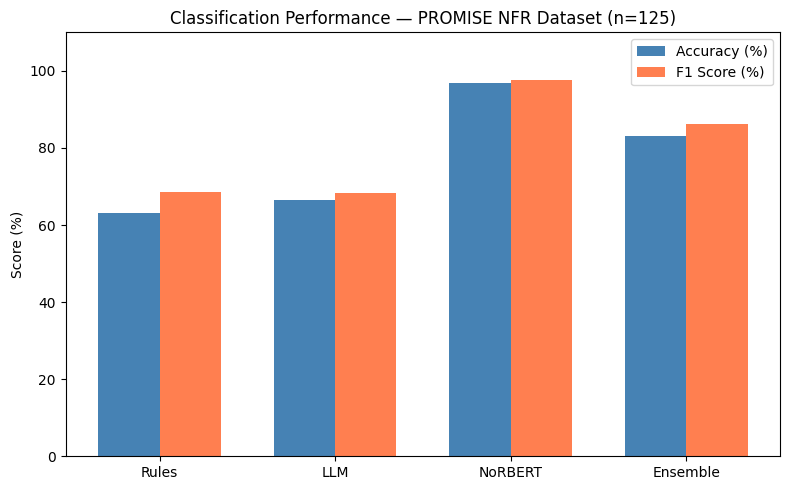 Classification Performance — PROMISE NFR Dataset (n=125)
Accuracy (%)
F1 Score (%)
Score (%)
100
80
60
40
20
0
Rules LLM NoRBERT Ensemble